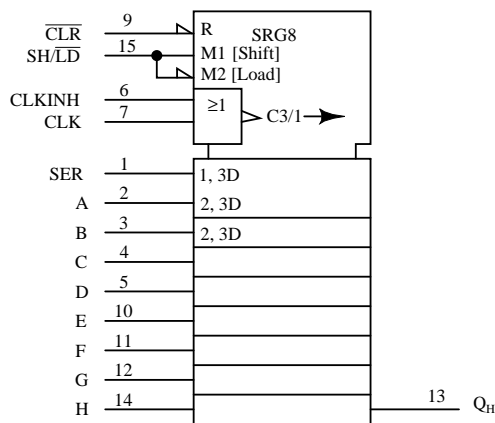 CLR 9 R SRG8
SH/LD 15 M1 [Shift]
M2 [Load]
CLKINH 6 ≥1
CLK 7 C3/1
SER 1 1, 3D
A 2 2, 3D
B 3 2, 3D
C 4
D 5
E 10
F 11
G 12
H 14 13 QH